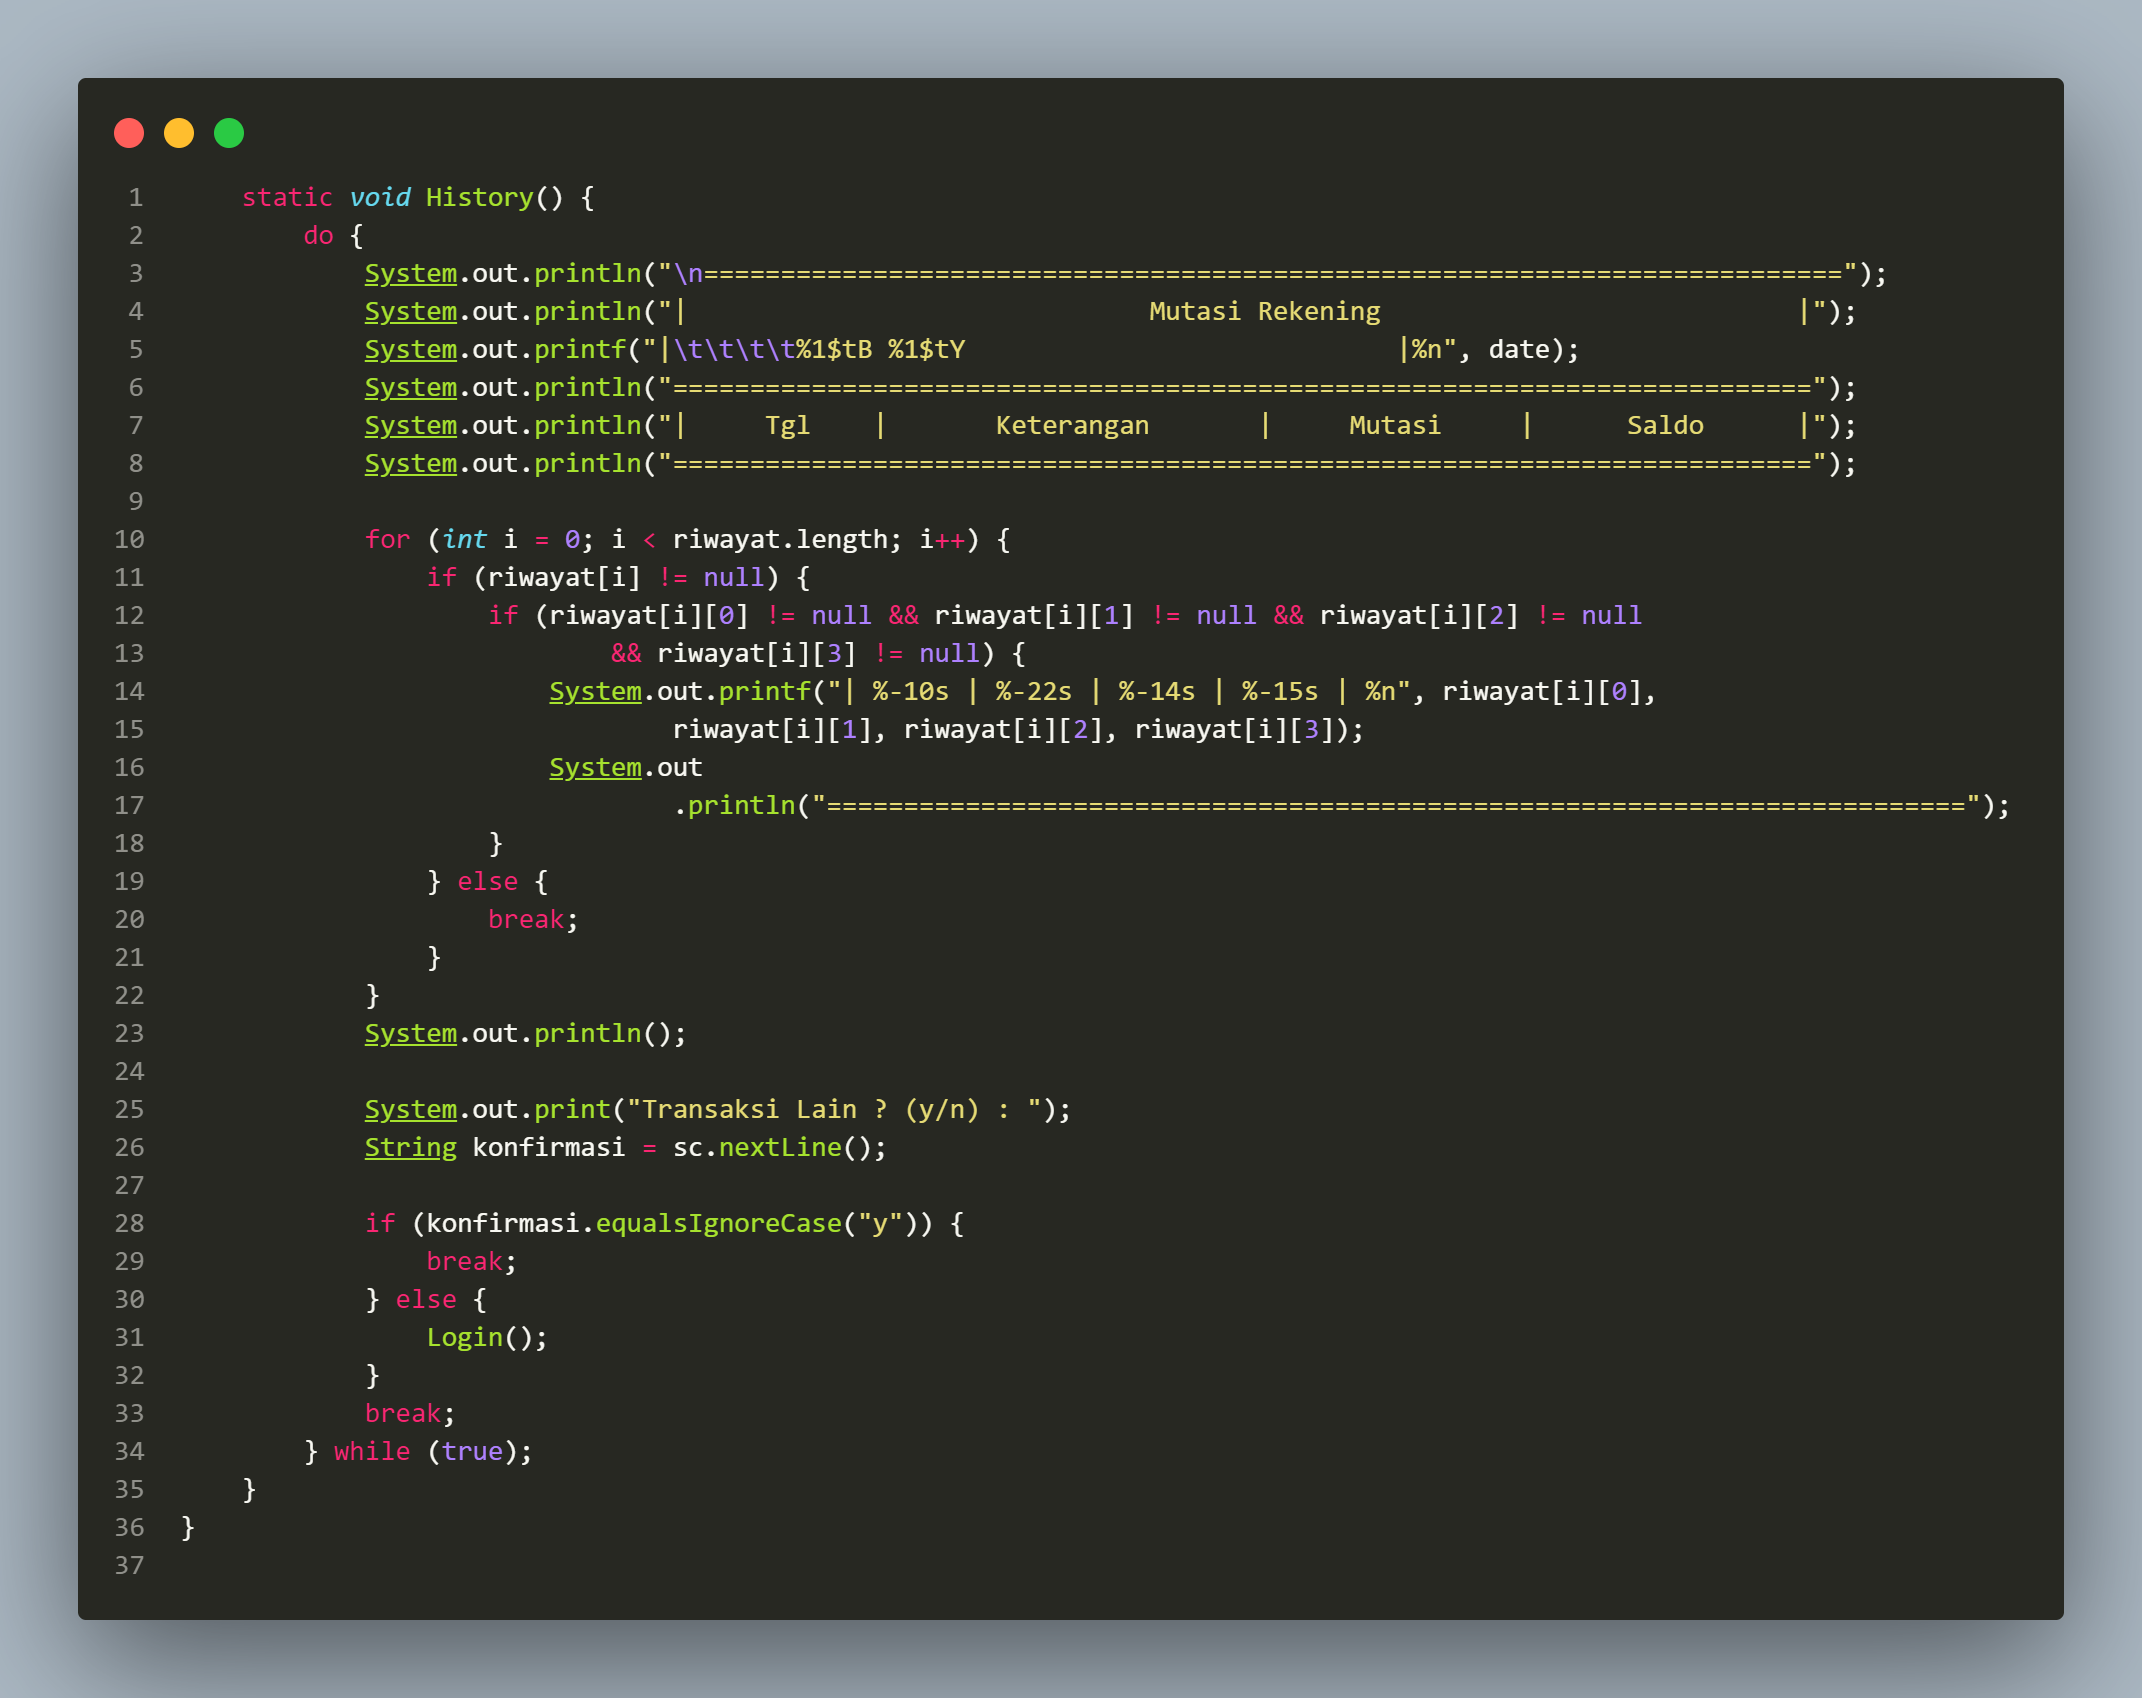 1    static void History() {
2        do {
3            System.out.println("\n==========================================================================");
4            System.out.println("|                              Mutasi Rekening                           |");
5            System.out.printf("|\t\t\t\t%1$tB %1$tY                            |%n", date);
6            System.out.println("==========================================================================");
7            System.out.println("|     Tgl    |       Keterangan       |     Mutasi     |      Saldo      |");
8            System.out.println("==========================================================================");
9
10            for (int i = 0; i < riwayat.length; i++) {
11                if (riwayat[i] != null) {
12                    if (riwayat[i][0] != null && riwayat[i][1] != null && riwayat[i][2] != null
13                            && riwayat[i][3] != null) {
14                        System.out.printf("| %-10s | %-22s | %-14s | %-15s | %n", riwayat[i][0],
15                                riwayat[i][1], riwayat[i][2], riwayat[i][3]);
16                        System.out
17                                .println("==========================================================================");
18                    }
19                } else {
20                    break;
21                }
22            }
23            System.out.println();
24
25            System.out.print("Transaksi Lain ? (y/n) : ");
26            String konfirmasi = sc.nextLine();
27
28            if (konfirmasi.equalsIgnoreCase("y")) {
29                break;
30            } else {
31                Login();
32            }
33            break;
34        } while (true);
35    }
36 }
37